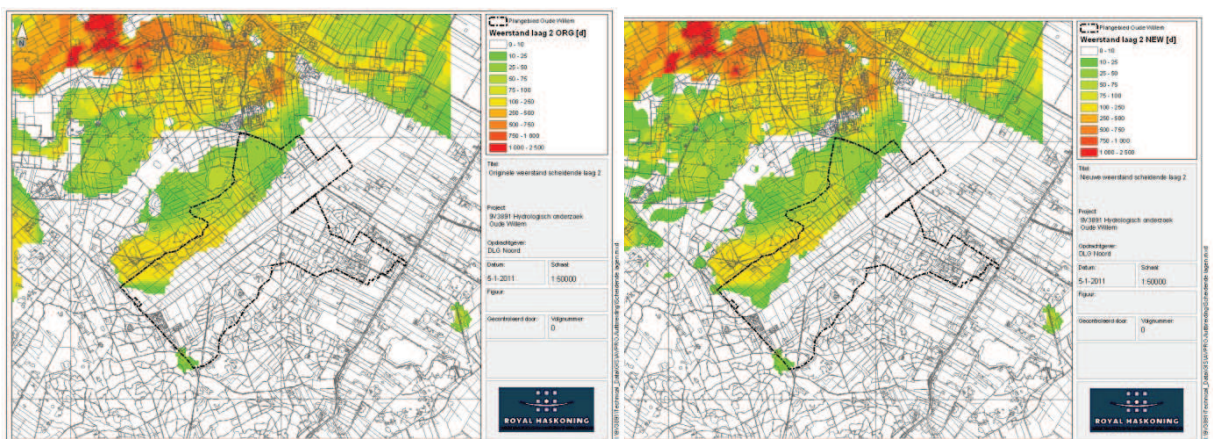 N
Plangebied Oude Willem
Weerstand laag 2 ORG [d]
0 - 10
10 - 25
25 - 50
50 - 75
75 - 100
100 - 250
250 - 500
500 - 750
750 - 1 000
1 000 - 2 500
Titel
Originele weerstand scheidende laag 2
Project
9V3891 Hydrologisch onderzoek
Oude Willem
Opdrachtgever:
DLG Noord
Datum: Schaal
5-1-2011 1:50000
Figuur:
Gecontroleerd door: Volgnummer
0
ROYAL HASKONING
Plangebied Oude Willem
Weerstand laag 2 NEW [d]
0 - 10
10 - 25
25 - 50
50 - 75
75 - 100
100 - 250
250 - 500
500 - 750
750 - 1 000
1 000 - 2 500
Titel
Nieuwe weerstand scheidende laag 2
Project
9V3891 Hydrologisch onderzoek
Oude Willem
Opdrachtgever:
DLG Noord
Datum: Schaal
5-1-2011 1:50000
Figuur:
Gecontroleerd door: Volgnummer
0
ROYAL HASKONING